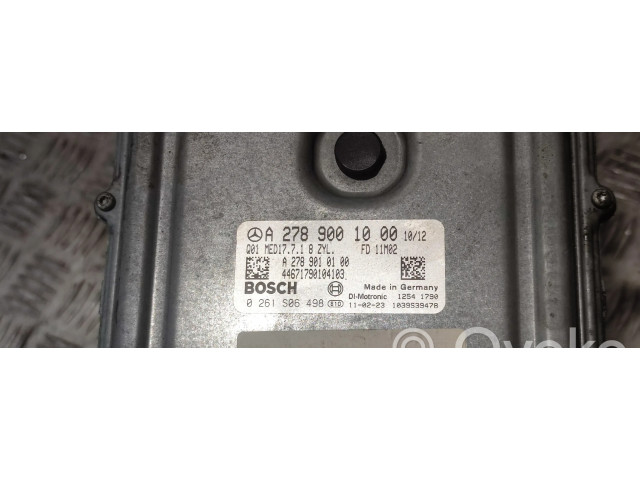 A 278 900 10 00 10/12
Q01 MED17.7.1 8 ZYL. FD 11M02
A 278 901 01 00
44671790104103
BOSCH
Made in Germany
DI-Motronic 1254 1790
0 261 S06 498 11-02-23 1039S39478